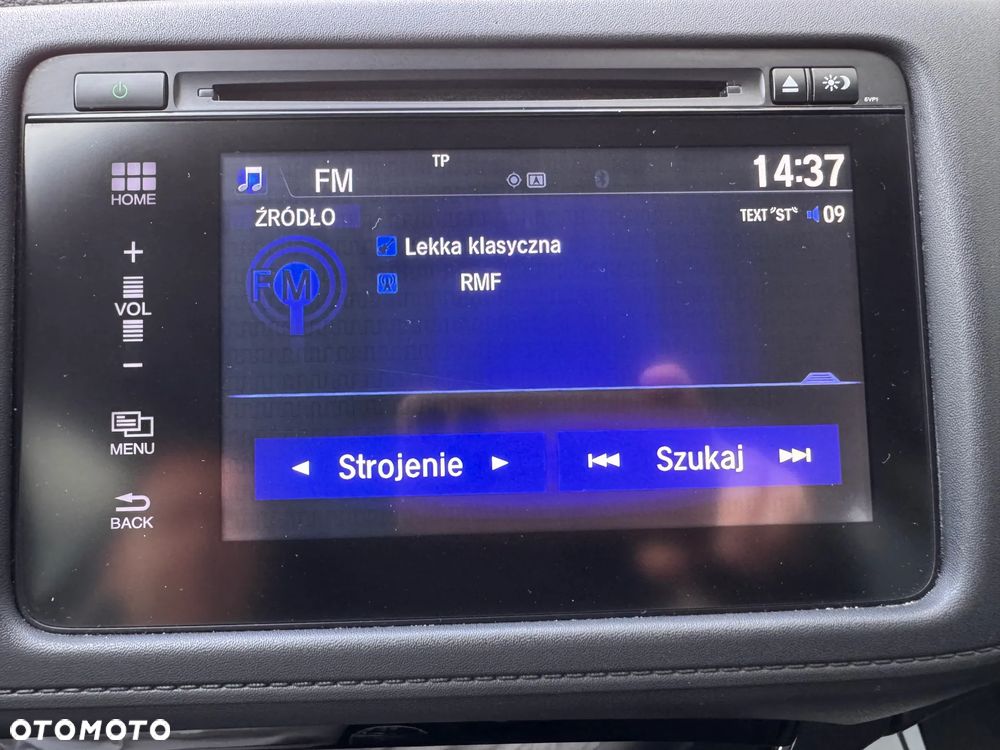 HOME
+
VOL
−
MENU
BACK
TP
FM
14:37
ŹRÓDŁO
TEXT "ST" 09
FM
Lekka klasyczna
RMF
Strojenie
Szukaj
OTOMOTO